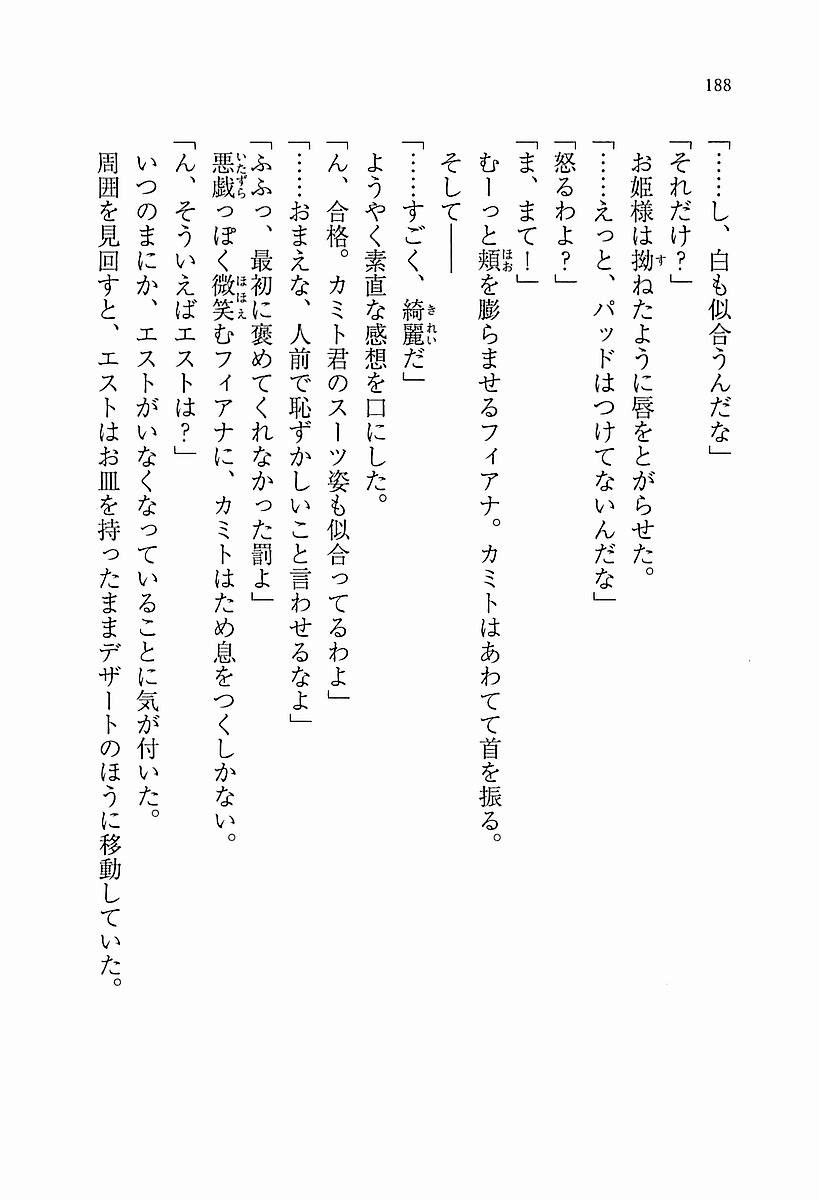 188
「……し、白も似合うんだな」
「それだけ？」
お姫様は拗ねたように唇をとがらせた。
「……えっと、パッドはつけてないんだな」
「怒るわよ？」
「ま、まて！」
むーっと頬を膨らませるフィアナ。カミトはあわてて首を振る。
そして――
「……すごく、綺麗だ」
ようやく素直な感想を口にした。
「ん、合格。カミト君のスーツ姿も似合ってるわよ」
「……おまえな、人前で恥ずかしいこと言わせるなよ」
「ふふっ、最初に褒めてくれなかった罰よ」
悪戯っぽく微笑むフィアナに、カミトはため息をつくしかない。
「ん、そういえばエストは？」
いつのまにか、エストがいなくなっていることに気が付いた。
周囲を見回すと、エストはお皿を持ったままデザートのほうに移動していた。